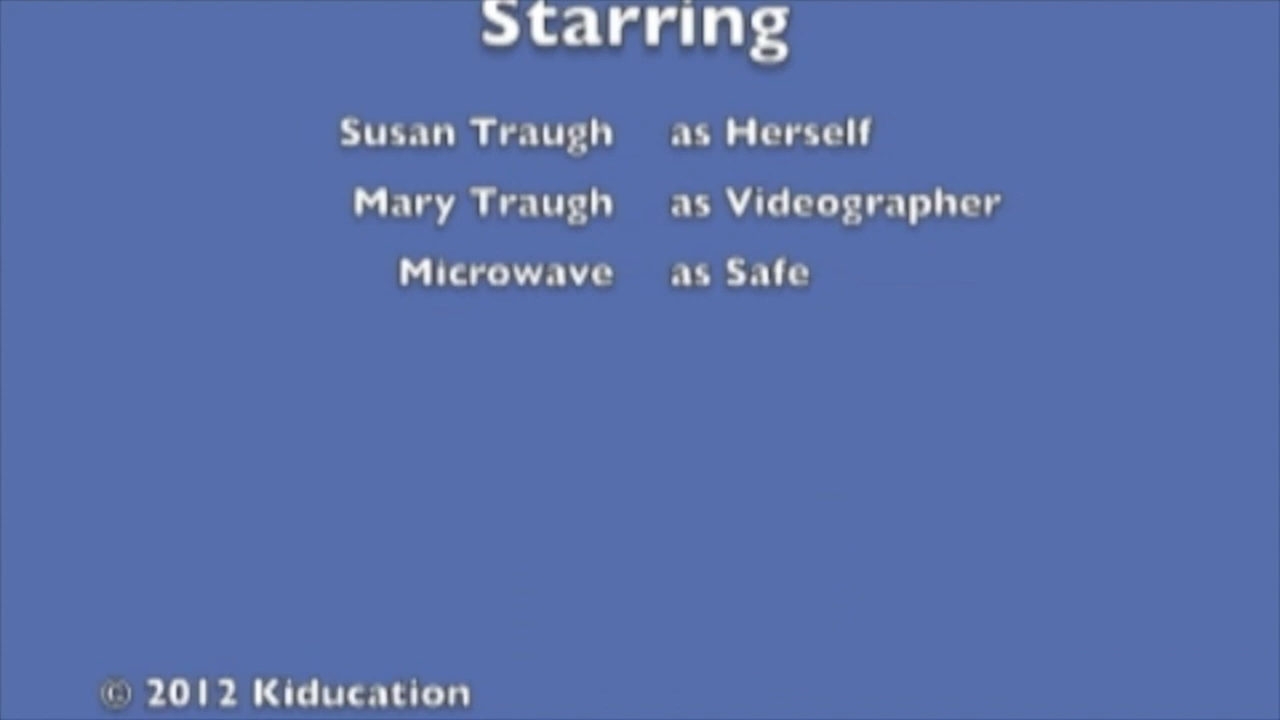 Starring
Susan Traugh as Herself
Mary Traugh as Videographer
Microwave as Safe
© 2012 Kiducation